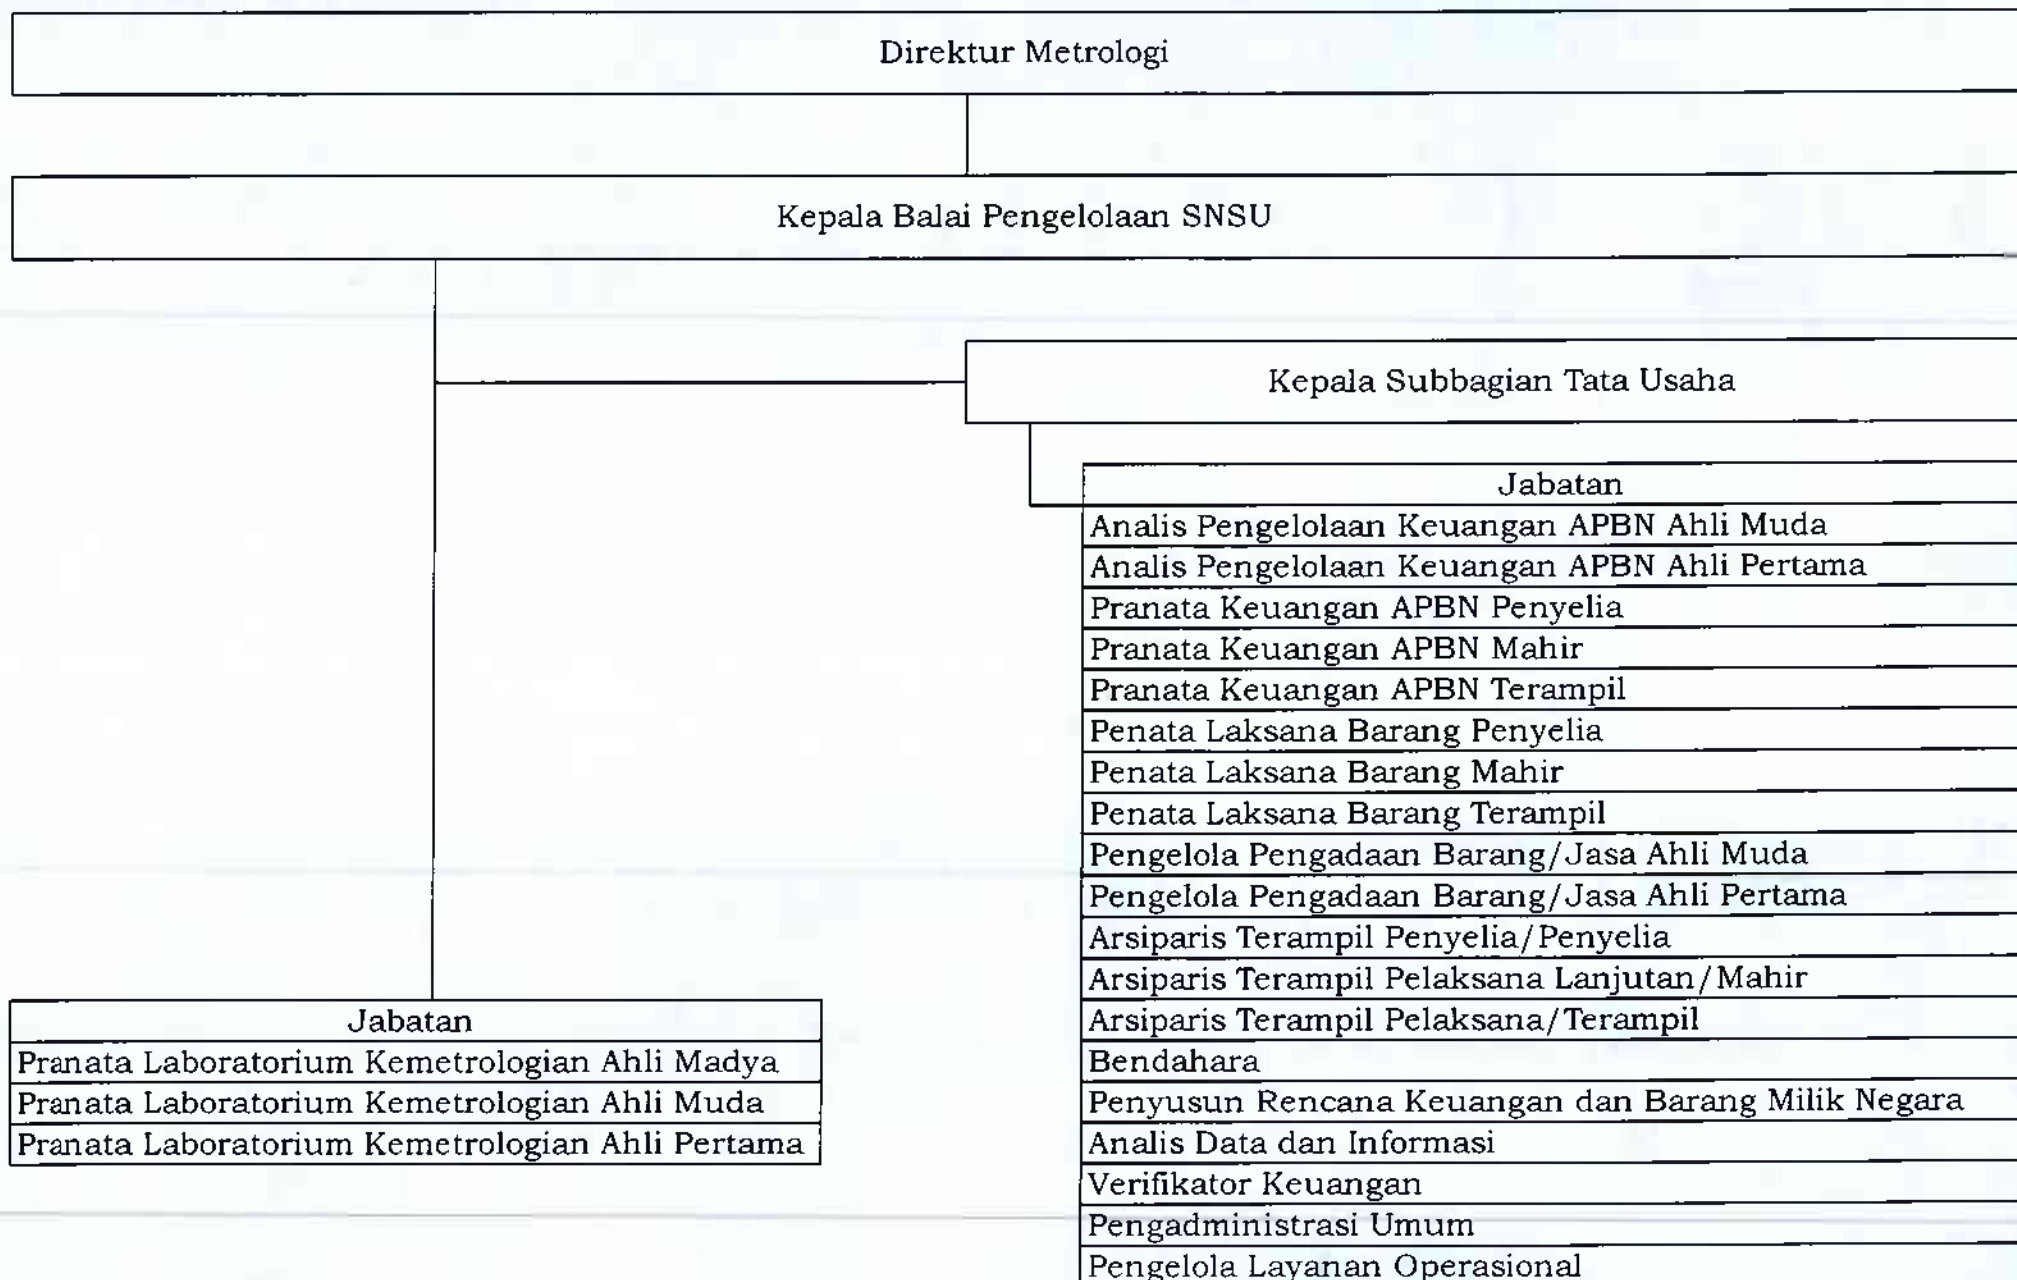 Direktur Metrologi
Kepala Balai Pengelolaan SNSU
Kepala Subbagian Tata Usaha
Jabatan
Analis Pengelolaan Keuangan APBN Ahli Muda
Analis Pengelolaan Keuangan APBN Ahli Pertama
Pranata Keuangan APBN Penyelia
Pranata Keuangan APBN Mahir
Pranata Keuangan APBN Terampil
Penata Laksana Barang Penyelia
Penata Laksana Barang Mahir
Penata Laksana Barang Terampil
Pengelola Pengadaan Barang/Jasa Ahli Muda
Pengelola Pengadaan Barang/Jasa Ahli Pertama
Arsiparis Terampil Penyelia/Penyelia
Arsiparis Terampil Pelaksana Lanjutan/Mahir
Arsiparis Terampil Pelaksana/Terampil
Bendahara
Penyusun Rencana Keuangan dan Barang Milik Negara
Analis Data dan Informasi
Verifikator Keuangan
Pengadministrasi Umum
Pengelola Layanan Operasional
Jabatan
Pranata Laboratorium Kemetrologian Ahli Madya
Pranata Laboratorium Kemetrologian Ahli Muda
Pranata Laboratorium Kemetrologian Ahli Pertama